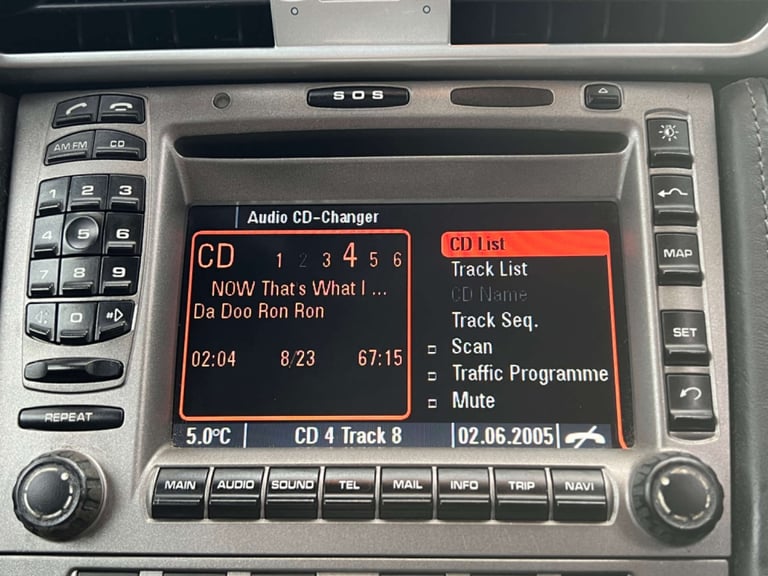 SOS
AM FM CD
1 2 3
4 5 6
7 8 9
0
REPEAT
MAP
SET
Audio CD-Changer
CD 1 2 3 4 5 6
NOW That's What I ...
Da Doo Ron Ron
02:04 8/23 67:15
CD List
Track List
CD Name
Track Seq.
Scan
Traffic Programme
Mute
5.0°C CD 4 Track 8 02.06.2005
MAIN AUDIO SOUND TEL MAIL INFO TRIP NAVI